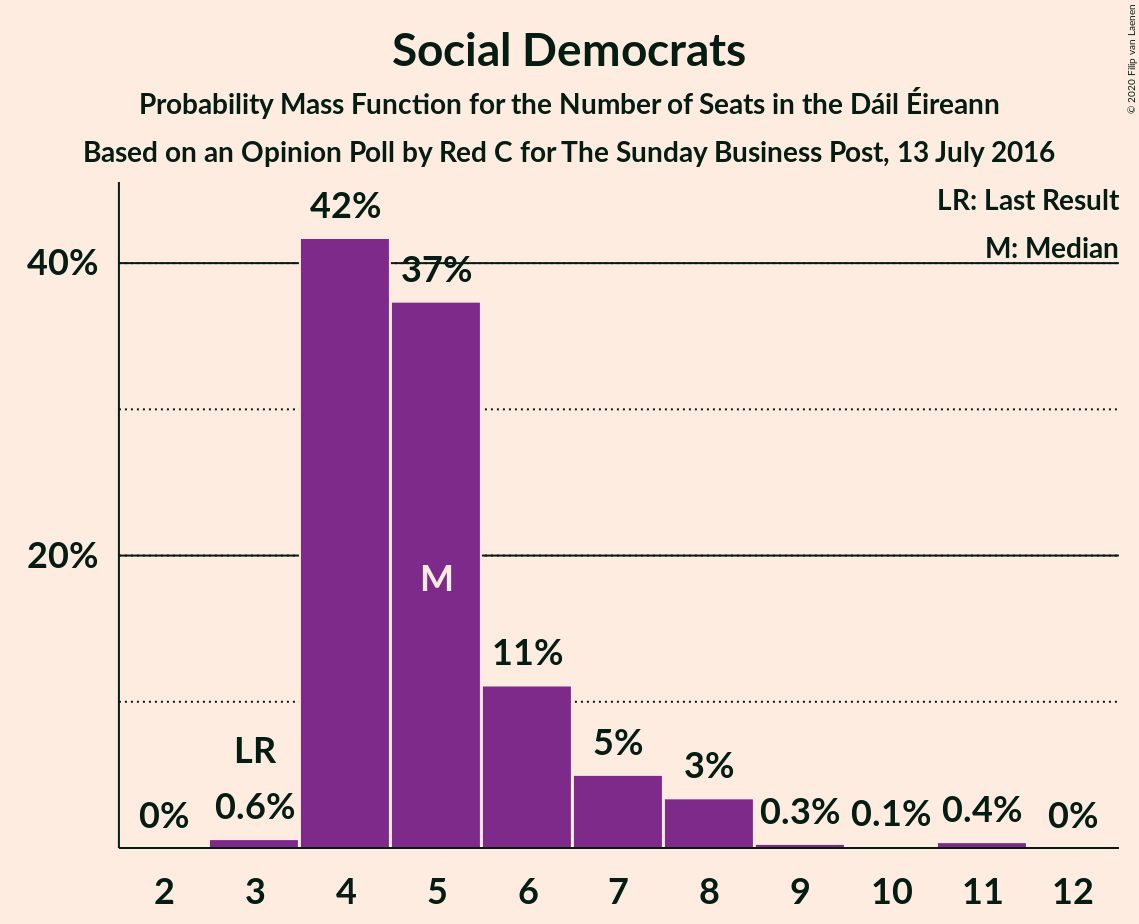 Social Democrats
Probability Mass Function for the Number of Seats in the Dáil Éireann
Based on an Opinion Poll by Red C for The Sunday Business Post, 13 July 2016
© 2020 Filip van Laenen
LR: Last Result
M: Median
40%
20%
0%
LR
0.6%
42%
37%
M
11%
5%
3%
0.3%
0.1%
0.4%
0%
2 3 4 5 6 7 8 9 10 11 12